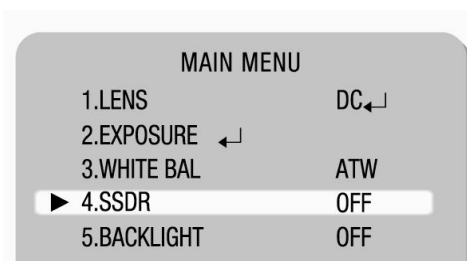 MAIN MENU
1.LENS DC↵
2.EXPOSURE ↵
3.WHITE BAL ATW
▶ 4.SSDR OFF
5.BACKLIGHT OFF